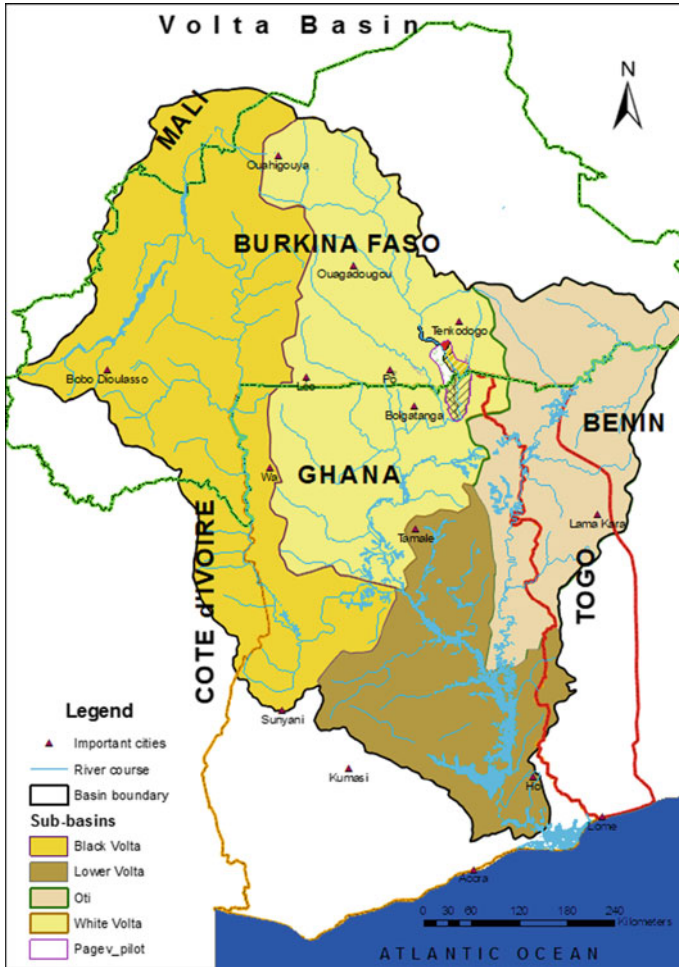 Volta Basin
N
MALI
Ouahigouya
BURKINA FASO
Ouagadougou
Tenkodogo
Bobo Dioulasso
Leo
Po
Bolgatanga
BENIN
Wa
GHANA
Lama Kara
Tamale
COTE d'IVOIRE
TOGO
Legend
Important cities
River course
Basin boundary
Sub-basins
Black Volta
Lower Volta
Oti
White Volta
Pagev_pilot
Sunyani
Kumasi
Ho
Lome
Accra
0 30 60 120 180 240
Kilometers
ATLANTIC OCEAN